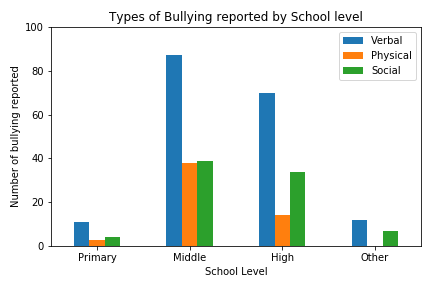 Types of Bullying reported by School level
Verbal
Physical
Social
Number of bullying reported
100
80
60
40
20
0
Primary Middle High Other
School Level